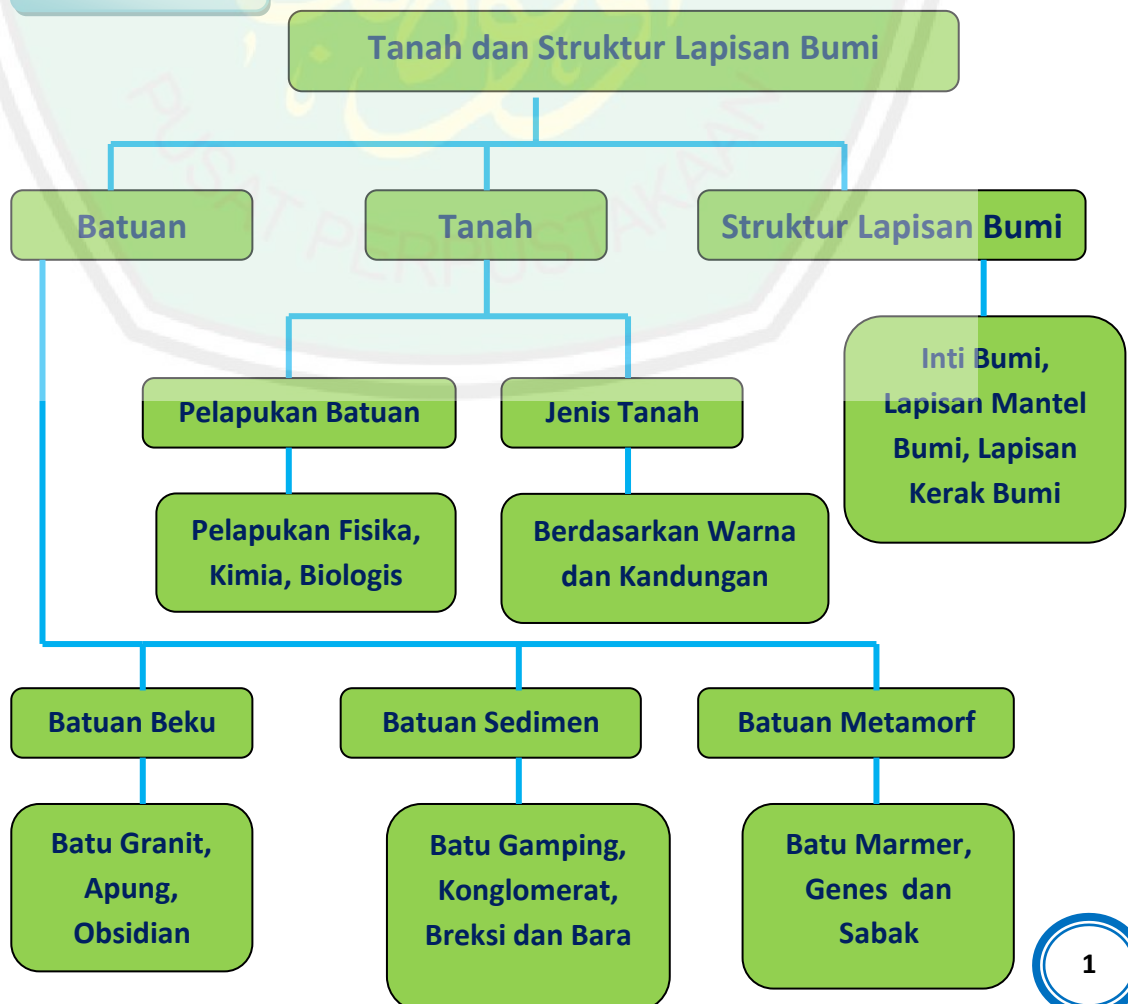 Tanah dan Struktur Lapisan Bumi
Batuan
Tanah
Struktur Lapisan Bumi
PUSAT PERPUSTAKAAN
Inti Bumi,
Lapisan Mantel
Bumi, Lapisan
Kerak Bumi
Pelapukan Batuan
Jenis Tanah
Pelapukan Fisika,
Kimia, Biologis
Berdasarkan Warna
dan Kandungan
Batuan Beku
Batuan Sedimen
Batuan Metamorf
Batu Granit,
Apung,
Obsidian
Batu Gamping,
Konglomerat,
Breksi dan Bara
Batu Marmer,
Genes dan
Sabak
1